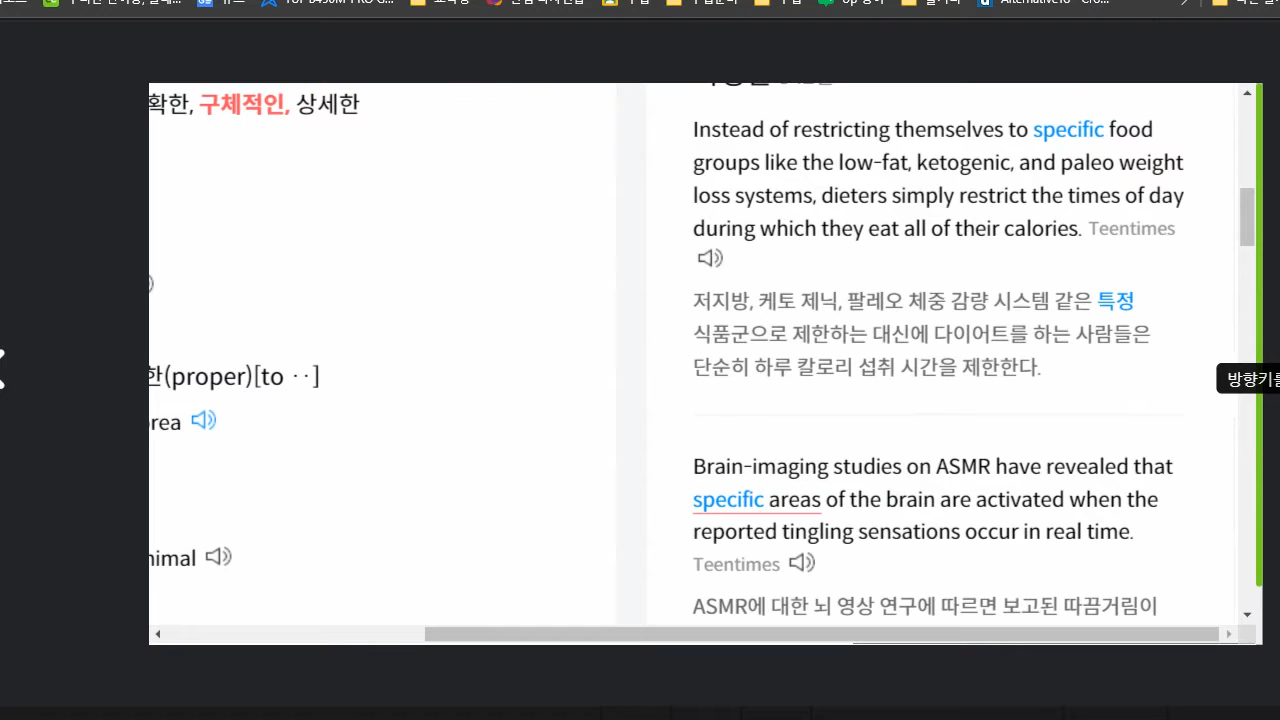 확한, 구체적인, 상세한
한(proper)[to ‥]
rea
nimal
Instead of restricting themselves to specific food
groups like the low-fat, ketogenic, and paleo weight
loss systems, dieters simply restrict the times of day
during which they eat all of their calories. Teentimes
저지방, 케토 제닉, 팔레오 체중 감량 시스템 같은 특정
식품군으로 제한하는 대신에 다이어트를 하는 사람들은
단순히 하루 칼로리 섭취 시간을 제한한다.
방향키를
Brain-imaging studies on ASMR have revealed that
specific areas of the brain are activated when the
reported tingling sensations occur in real time.
Teentimes
ASMR에 대한 뇌 영상 연구에 따르면 보고된 따끔거림이